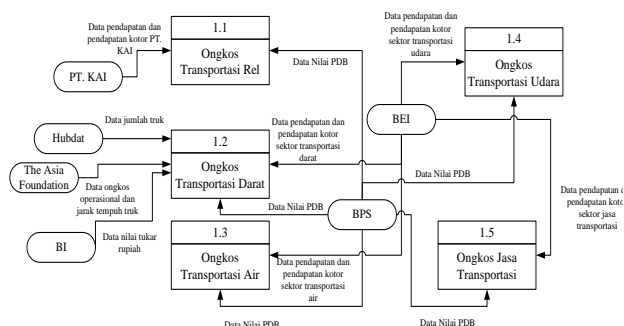 Data pendapatan dan
pendapatan kotor PT.
KAI
1.1
Ongkos
Transportasi Rel
PT. KAI
Data Nilai PDB
Data pendapatan dan
pendapatan kotor
sektor transportasi
udara
1.4
Ongkos
Transportasi Udara
Hubdat
Data jumlah truk
1.2
Ongkos
Transportasi Darat
Data pendapatan dan
pendapatan kotor
sektor transportasi
darat
BEI
The Asia
Foundation
Data ongkos
operasional dan
jarak tempuh truk
Data Nilai PDB
Data pendapatan d
pendapatan koto
sektor jasa
transportasi
BI
Data nilai tukar
rupiah
Data Nilai PDB
BPS
1.3
Ongkos
Transportasi Air
Data pendapatan dan
pendapatan kotor
sektor transportasi
air
1.5
Ongkos Jasa
Transportasi
Data Nilai PDB
Data Nilai PDB